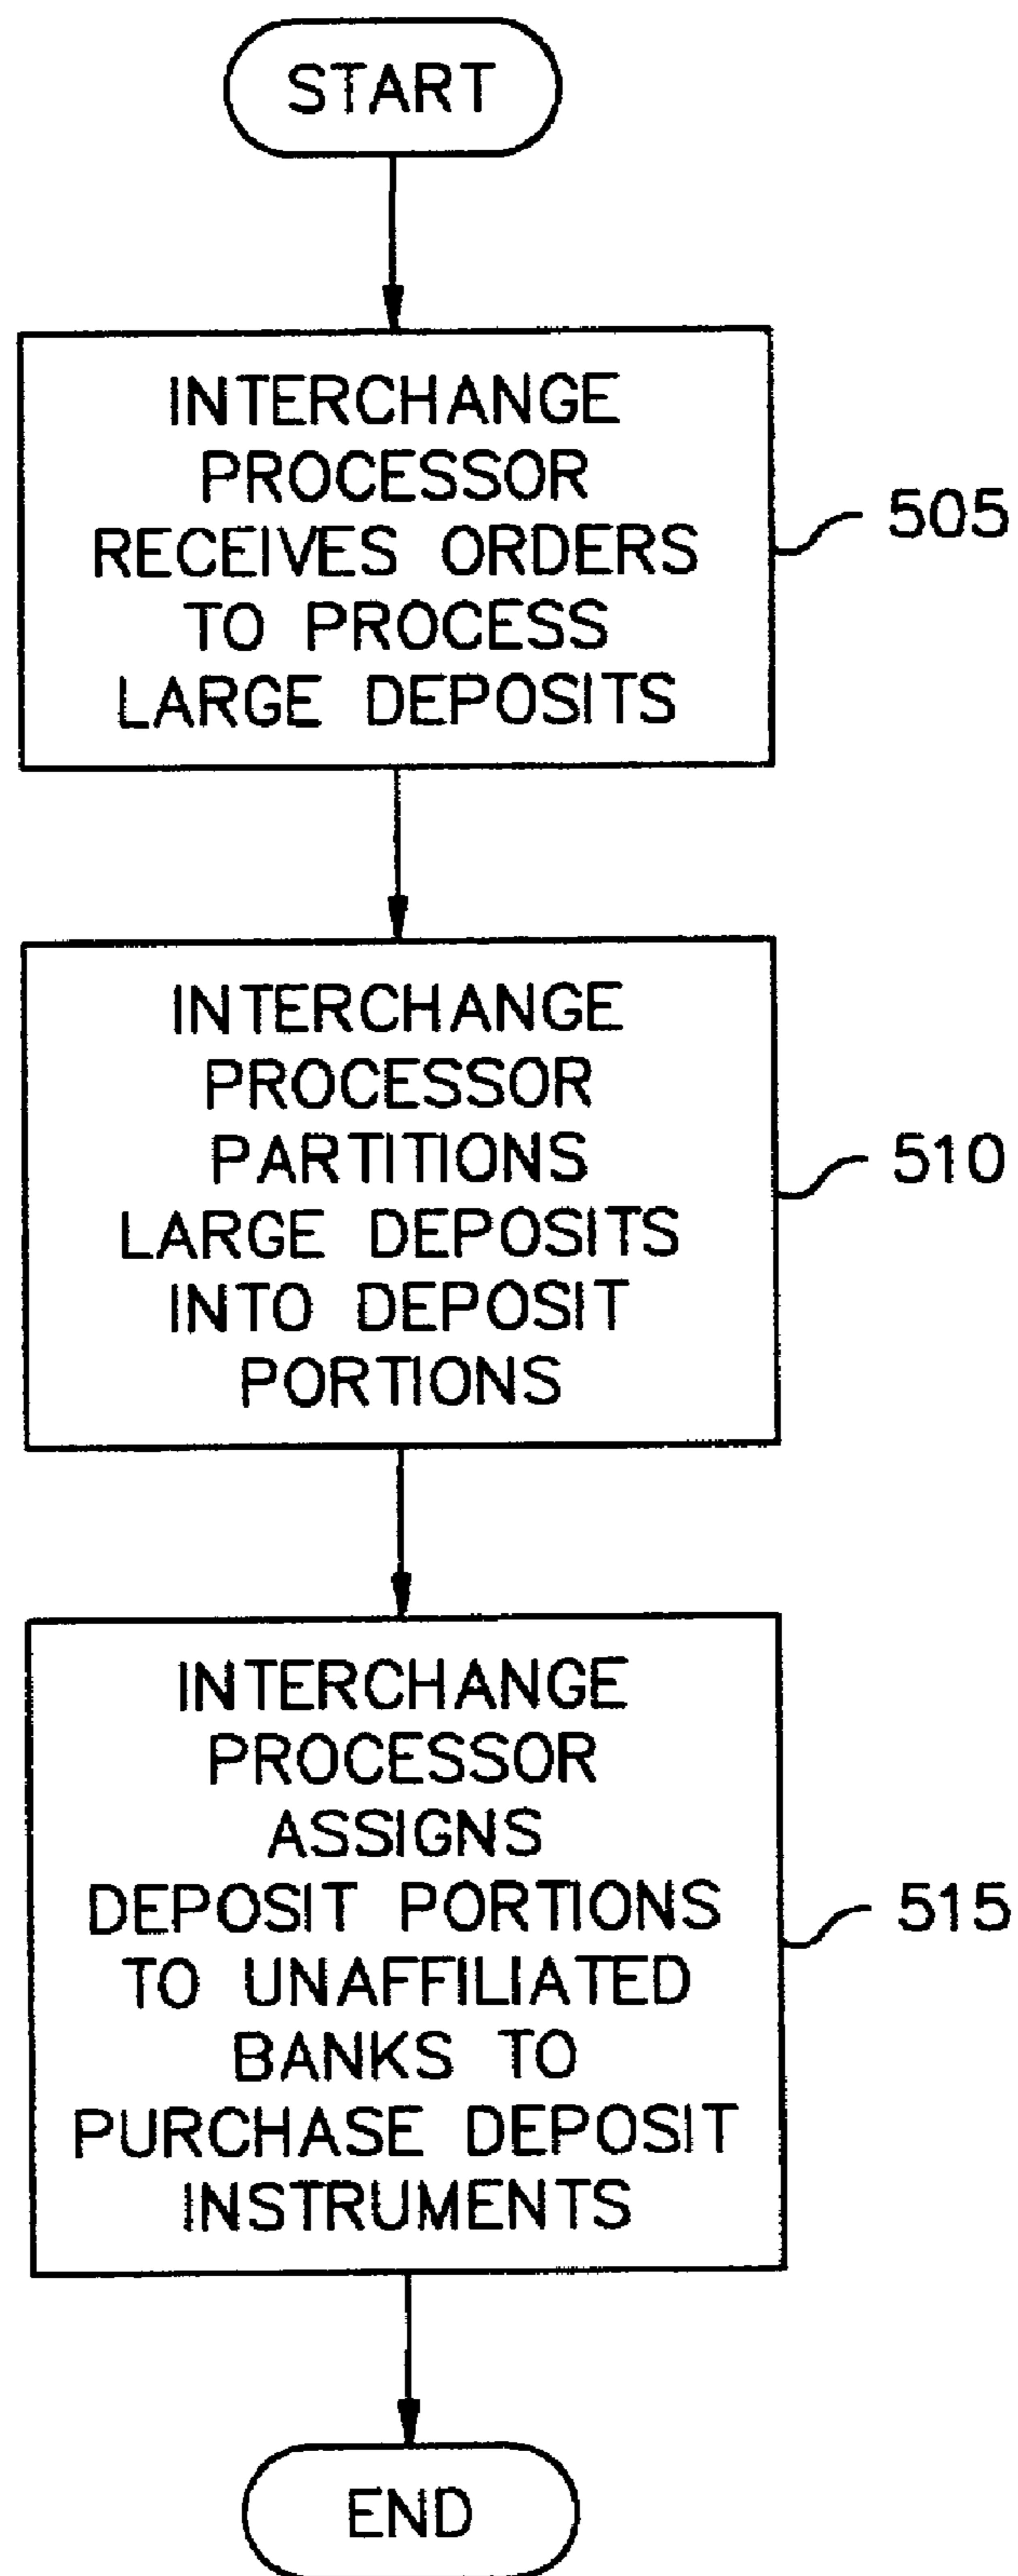 START
INTERCHANGE
PROCESSOR
RECEIVES ORDERS
TO PROCESS
LARGE DEPOSITS
505
INTERCHANGE
PROCESSOR
PARTITIONS
LARGE DEPOSITS
INTO DEPOSIT
PORTIONS
510
INTERCHANGE
PROCESSOR
ASSIGNS
DEPOSIT PORTIONS
TO UNAFFILIATED
BANKS TO
PURCHASE DEPOSIT
INSTRUMENTS
515
END